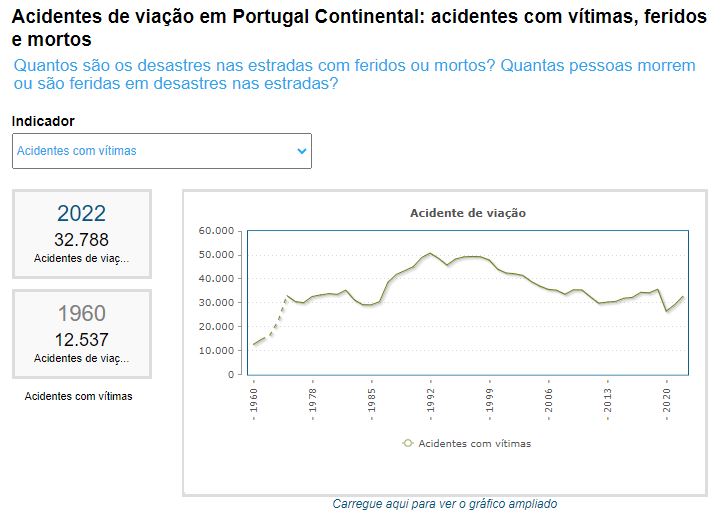 Acidentes de viação em Portugal Continental: acidentes com vítimas, feridos
e mortos
Quantos são os desastres nas estradas com feridos ou mortos? Quantas pessoas morrem
ou são feridas em desastres nas estradas?
Indicador
Acidentes com vítimas
2022
32.788
Acidentes de viaç...
1960
12.537
Acidentes de viaç...
Acidentes com vítimas
Acidente de viação
60.000
50.000
40.000
30.000
20.000
10.000
0
1960
1978
1985
1992
1999
2006
2013
2020
Acidentes com vítimas
Carregue aqui para ver o gráfico ampliado